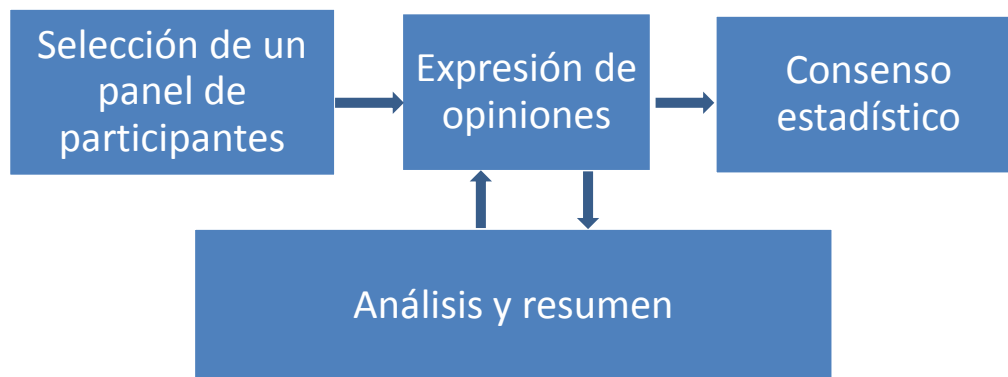 Selección de un
panel de
participantes
Expresión de
opiniones
Consenso
estadístico
Análisis y resumen